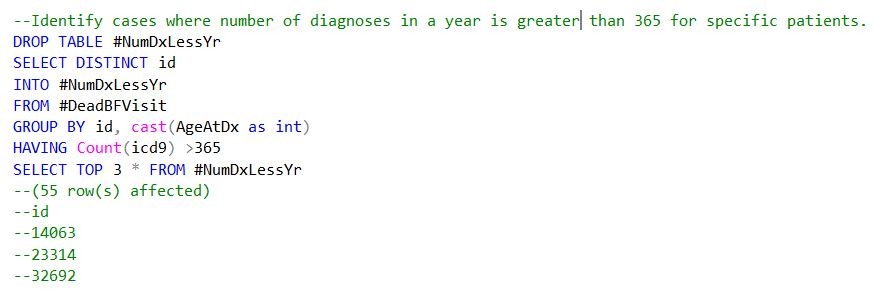 --Identify cases where number of diagnoses in a year is greater than 365 for specific patients.
DROP TABLE #NumDxLessYr
SELECT DISTINCT id
INTO #NumDxLessYr
FROM #DeadBFVisit
GROUP BY id, cast(AgeAtDx as int)
HAVING Count(icd9) >365
SELECT TOP 3 * FROM #NumDxLessYr
--(55 row(s) affected)
--id
--14063
--23314
--32692